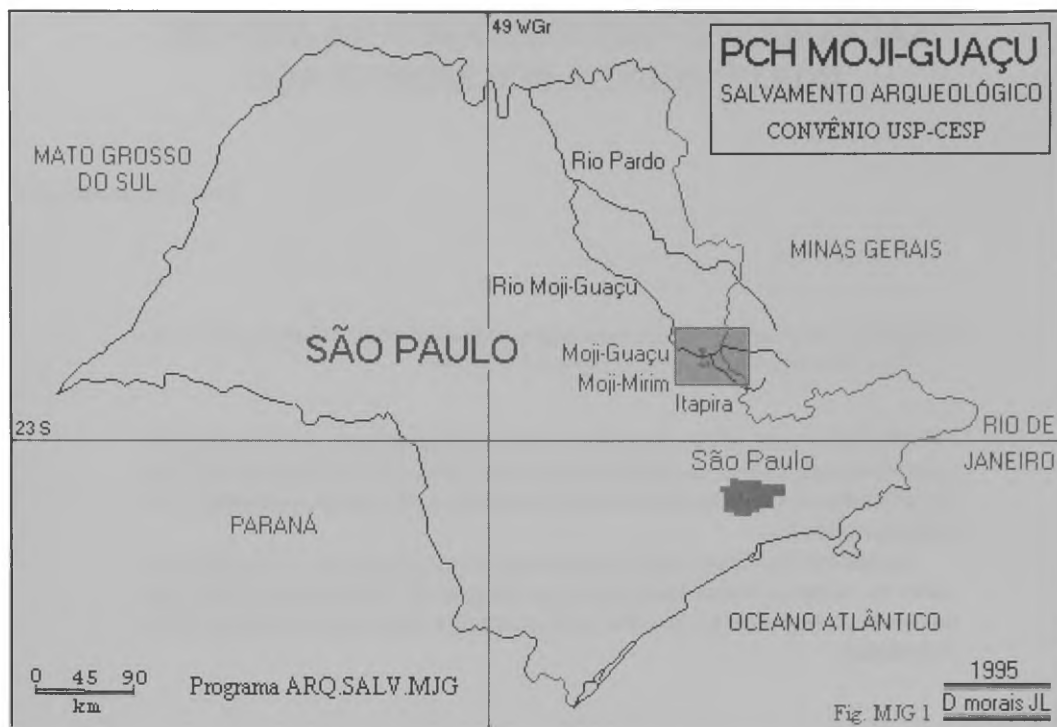 49 WGr
PCH MOJI-GUAÇU
SALVAMENTO ARQUEOLÓGICO
CONVÊNIO USP-CESP
MATO GROSSO
DO SUL
Rio Pardo
MINAS GERAIS
Rio Moji-Guaçu
SÃO PAULO
Moji-Guaçu
Moji-Mirim
Itapira
23 S
RIO DE
JANEIRO
São Paulo
PARANÁ
OCEANO ATLÂNTICO
0 45 90
km
Programa ARQ.SALV.MJG
Fig. MJG 1
1995
D morais JL